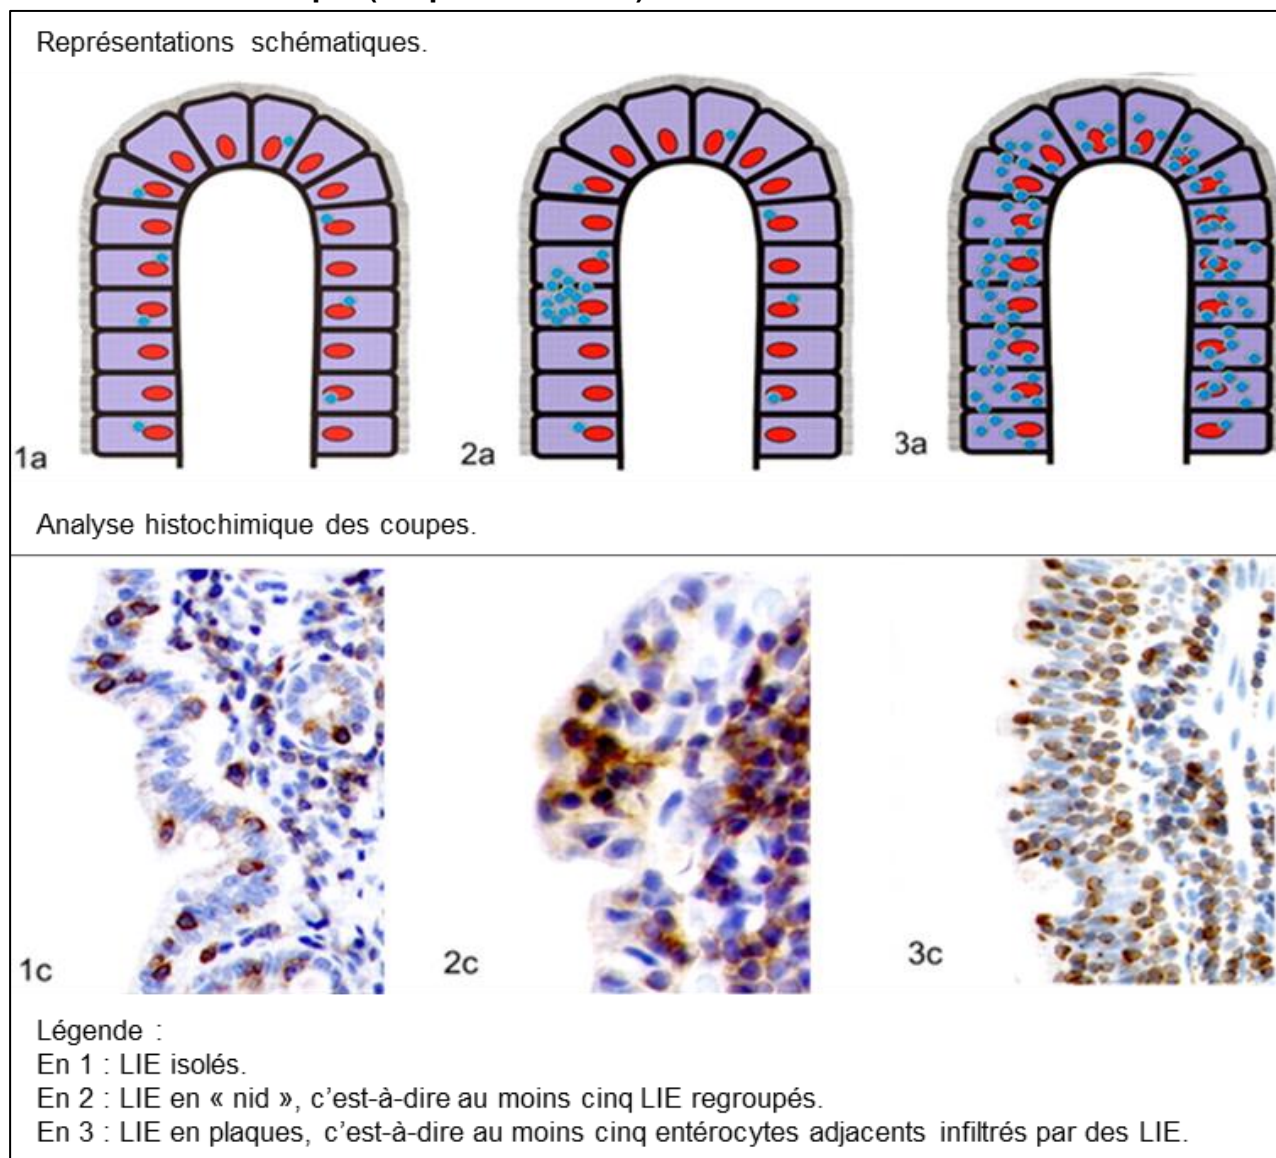 Représentations schématiques.
1a
2a
3a
Analyse histochimique des coupes.
1c
2c
3c
Légende :
En 1 : LIE isolés.
En 2 : LIE en « nid », c’est-à-dire au moins cinq LIE regroupés.
En 3 : LIE en plaques, c’est-à-dire au moins cinq entérocytes adjacents infiltrés par des LIE.